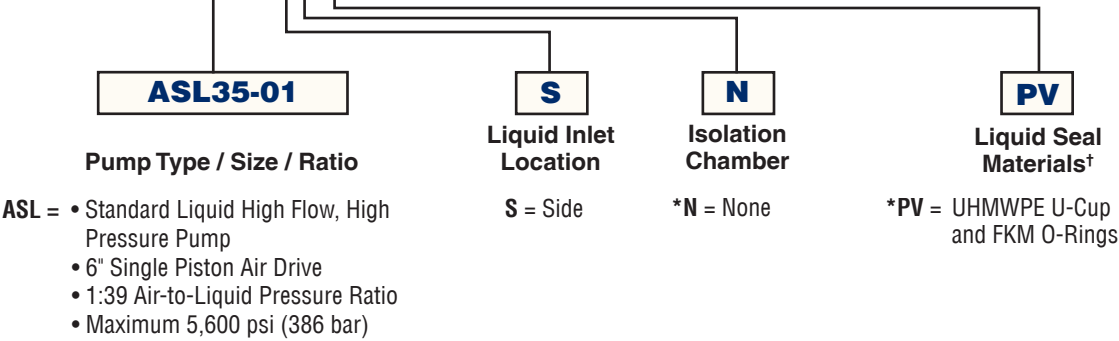 ASL35-01
S
N
PV
Pump Type / Size / Ratio
Liquid Inlet
Location
Isolation
Chamber
Liquid Seal
Materials†
ASL = • Standard Liquid High Flow, High
Pressure Pump
• 6" Single Piston Air Drive
• 1:39 Air-to-Liquid Pressure Ratio
• Maximum 5,600 psi (386 bar)
S = Side
*N = None
*PV = UHMWPE U-Cup
and FKM O-Rings